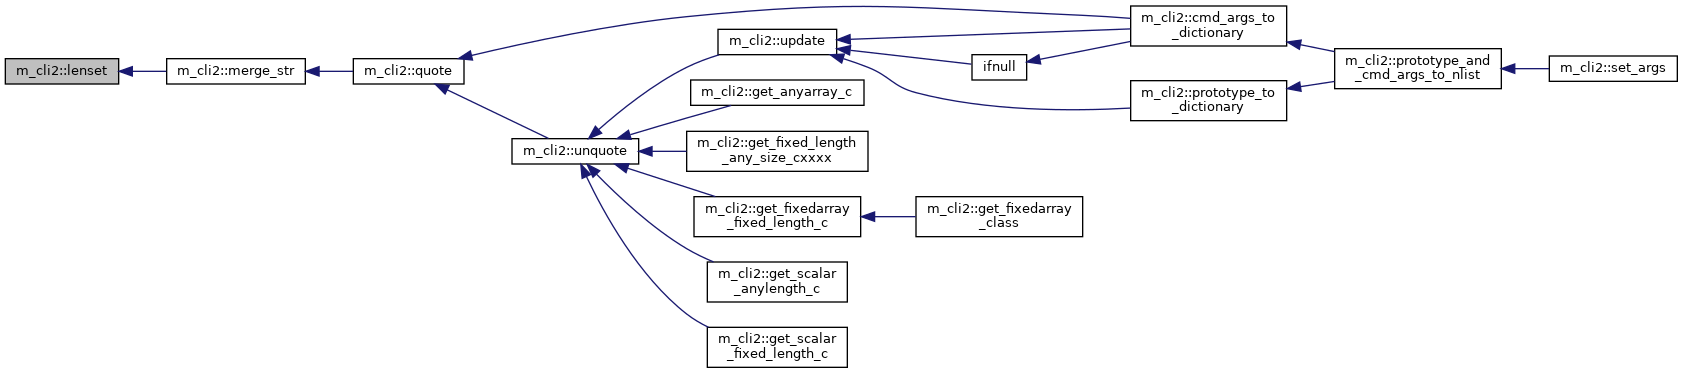 m_cli2::lenset
m_cli2::merge_str
m_cli2::quote
m_cli2::cmd_args_to
_dictionary
m_cli2::update
ifnull
m_cli2::prototype_and
_cmd_args_to_nlist
m_cli2::set_args
m_cli2::get_anyarray_c
m_cli2::prototype_to
_dictionary
m_cli2::unquote
m_cli2::get_fixed_length
_any_size_cxxxx
m_cli2::get_fixedarray
_fixed_length_c
m_cli2::get_fixedarray
_class
m_cli2::get_scalar
_anylength_c
m_cli2::get_scalar
_fixed_length_c